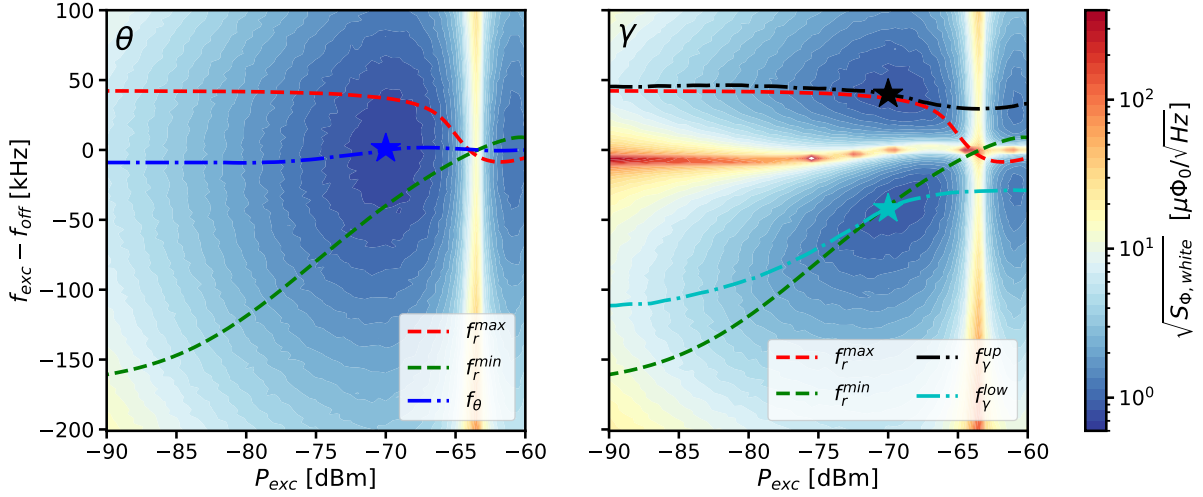 θ
γ
100
50
0
−50
−100
−150
−200
f_exc − f_off [kHz]
−90 −85 −80 −75 −70 −65 −60
P_exc [dBm]
f_r^max
f_r^min
f_θ
−90 −85 −80 −75 −70 −65 −60
P_exc [dBm]
f_r^max
f_r^min
f_γ^up
f_γ^low
10^2
10^1
10^0
√S_Φ,white [μΦ_0/√Hz]